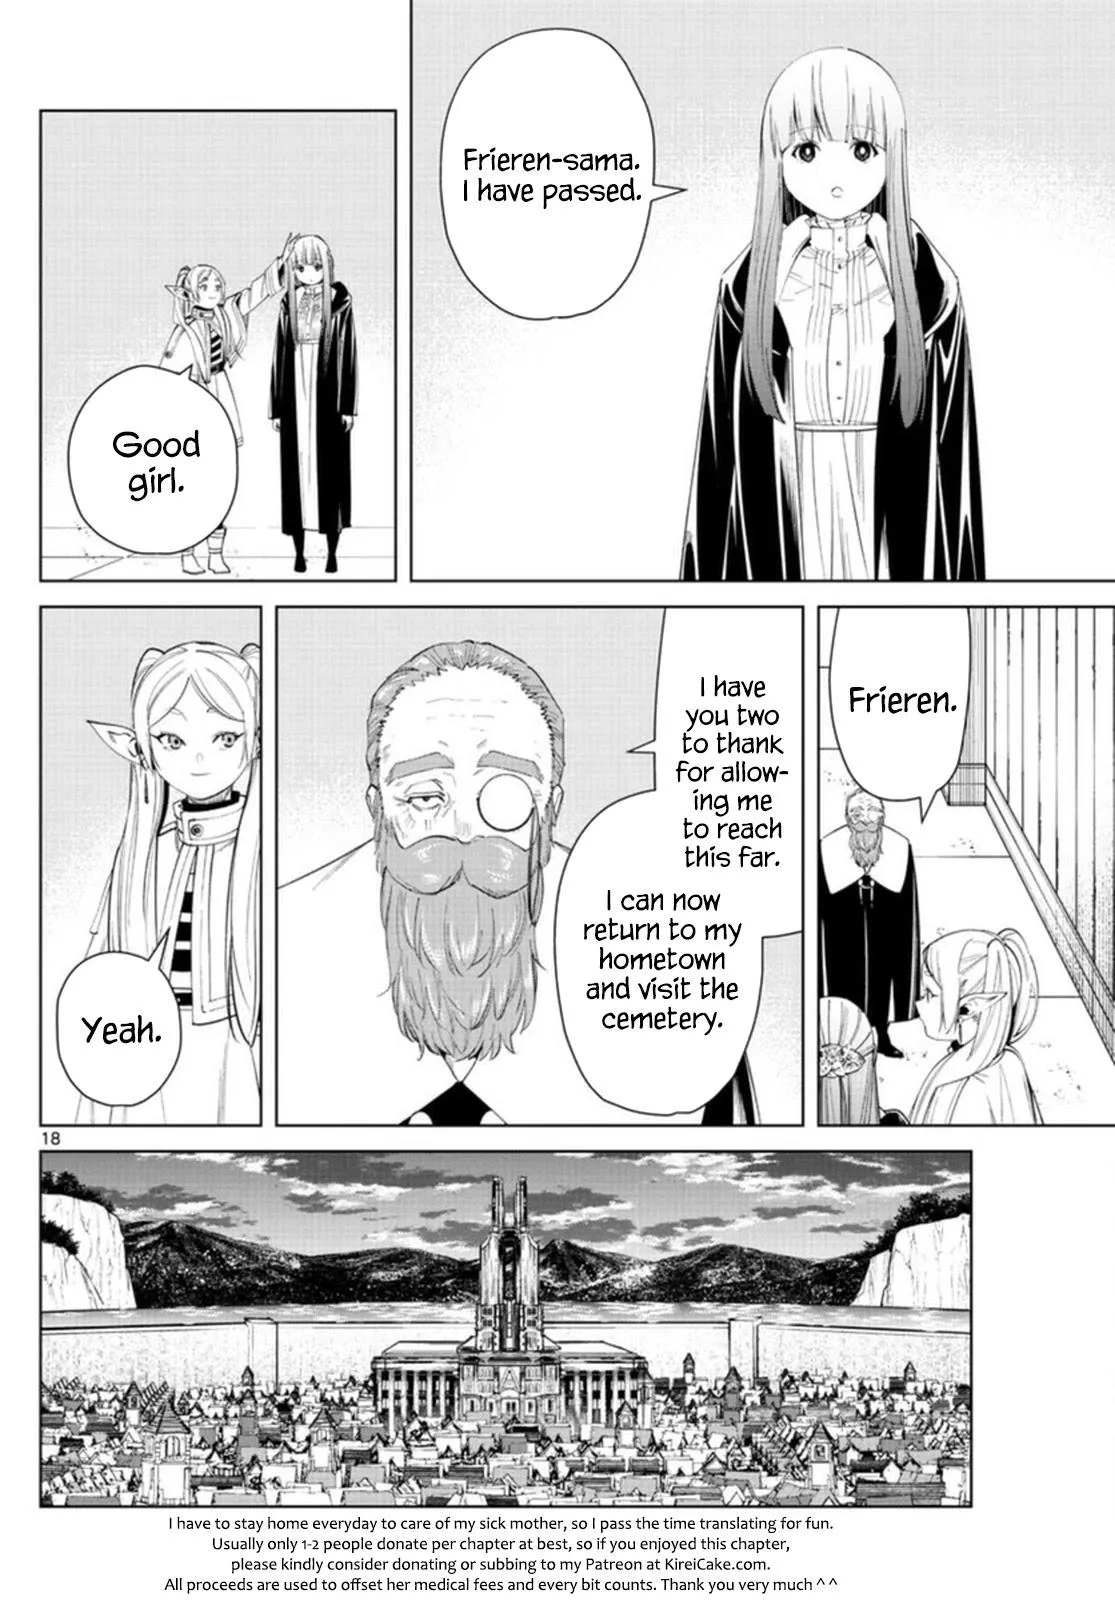 Frieren-sama.
I have passed.
Good
girl.
Frieren.
I have
you two
to thank
for allow-
ing me
to reach
this far.
I can now
return to my
hometown
and visit the
cemetery.
Yeah.
18
I have to stay home everyday to care of my sick mother, so I pass the time translating for fun.
Usually only 1-2 people donate per chapter at best, so if you enjoyed this chapter,
please kindly consider donating or subbing to my Patreon at KireiCake.com.
All proceeds are used to offset her medical fees and every bit counts. Thank you very much ^ ^